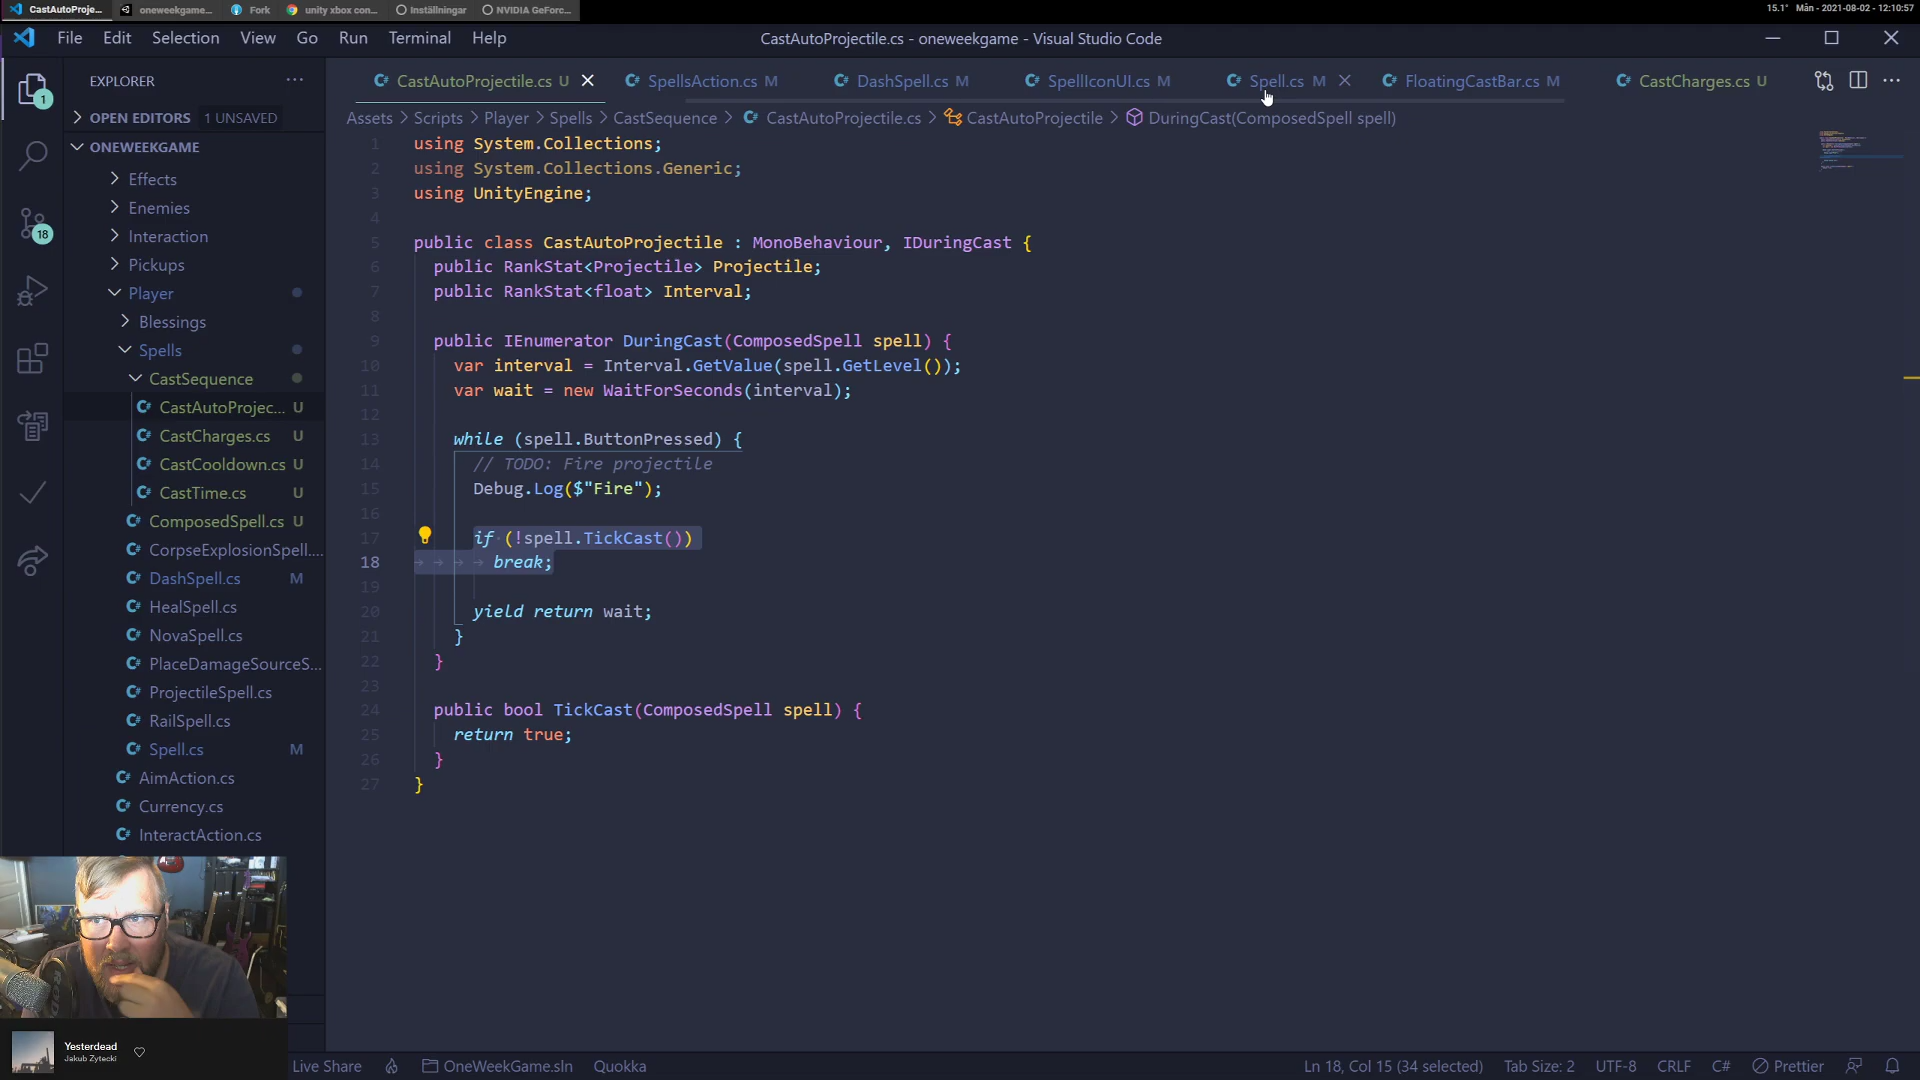 CastAutoProje...
oneweekgame...
Fork
unity xbox con...
Inställningar
NVIDIA GeForc...
15.1° Mån - 2021-08-02 - 12:10:57
File Edit Selection View Go Run Terminal Help
CastAutoProjectile.cs - oneweekgame - Visual Studio Code
EXPLORER
OPEN EDITORS 1 UNSAVED
ONEWEEKGAME
Effects
Enemies
Interaction
Pickups
Player
Blessings
Spells
CastSequence
CastAutoProjec... U
CastCharges.cs U
CastCooldown.cs U
CastTime.cs U
ComposedSpell.cs U
CorpseExplosionSpell....
DashSpell.cs M
HealSpell.cs
NovaSpell.cs
PlaceDamageSourceS...
ProjectileSpell.cs
RailSpell.cs
Spell.cs M
AimAction.cs
Currency.cs
InteractAction.cs
1
18
CastAutoProjectile.cs U
SpellsAction.cs M
DashSpell.cs M
SpellIconUI.cs M
Spell.cs M
FloatingCastBar.cs M
CastCharges.cs U
Assets > Scripts > Player > Spells > CastSequence > CastAutoProjectile.cs > CastAutoProjectile > DuringCast(ComposedSpell spell)
1 using System.Collections;
2 using System.Collections.Generic;
3 using UnityEngine;
4
5 public class CastAutoProjectile : MonoBehaviour, IDuringCast {
6 public RankStat<Projectile> Projectile;
7 public RankStat<float> Interval;
8
9 public IEnumerator DuringCast(ComposedSpell spell) {
10 var interval = Interval.GetValue(spell.GetLevel());
11 var wait = new WaitForSeconds(interval);
12
13 while (spell.ButtonPressed) {
14 // TODO: Fire projectile
15 Debug.Log($"Fire");
16
17 if (!spell.TickCast())
18 break;
19
20 yield return wait;
21 }
22 }
23
24 public bool TickCast(ComposedSpell spell) {
25 return true;
26 }
27 }
Yesterdead
Jakub Zytecki
Live Share
OneWeekGame.sln
Quokka
Ln 18, Col 15 (34 selected)
Tab Size: 2
UTF-8
CRLF
C#
Prettier